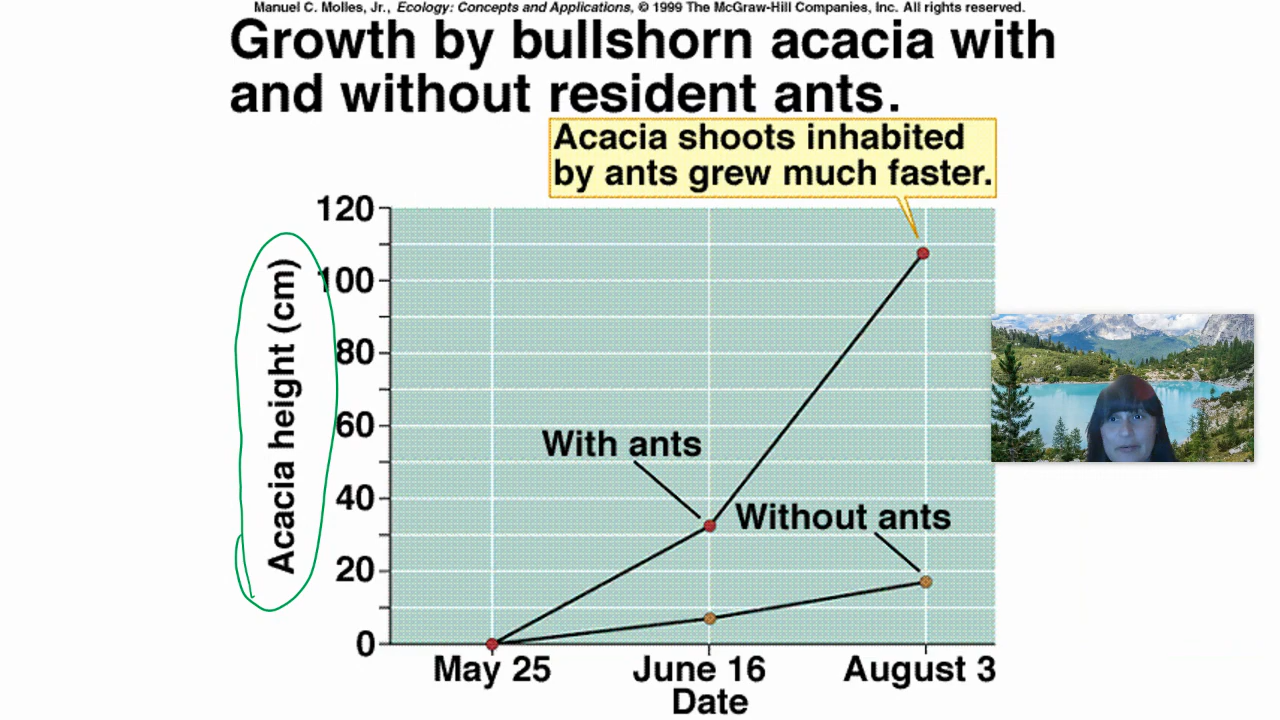 Manuel C. Molles, Jr., Ecology: Concepts and Applications, © 1999 The McGraw-Hill Companies, Inc. All rights reserved.
Growth by bullshorn acacia with
and without resident ants.
Acacia shoots inhabited
by ants grew much faster.
120
100
80
60
40
20
0
Acacia height (cm)
With ants
Without ants
May 25
June 16
August 3
Date